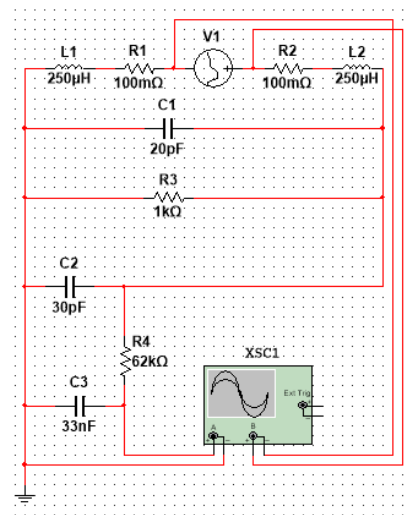 V1
L1 R1 R2 L2
250µH 100mΩ 100mΩ 250µH
C1
20pF
R3
1kΩ
C2
30pF
R4
62kΩ
XSC1
C3
33nF
Ext Trig
A B